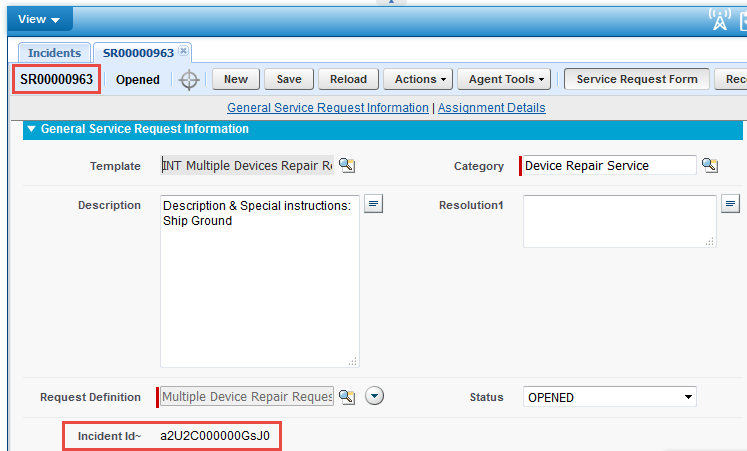 View
Incidents SR00000963
SR00000963 Opened New Save Reload Actions Agent Tools Service Request Form
General Service Request Information | Assignment Details
General Service Request Information
Template INT Multiple Devices Repair Category Device Repair Service
Description Description & Special instructions: Resolution1
Ship Ground
Request Definition Multiple Device Repair Reques Status OPENED
Incident Id~ a2U2C000000GsJ0